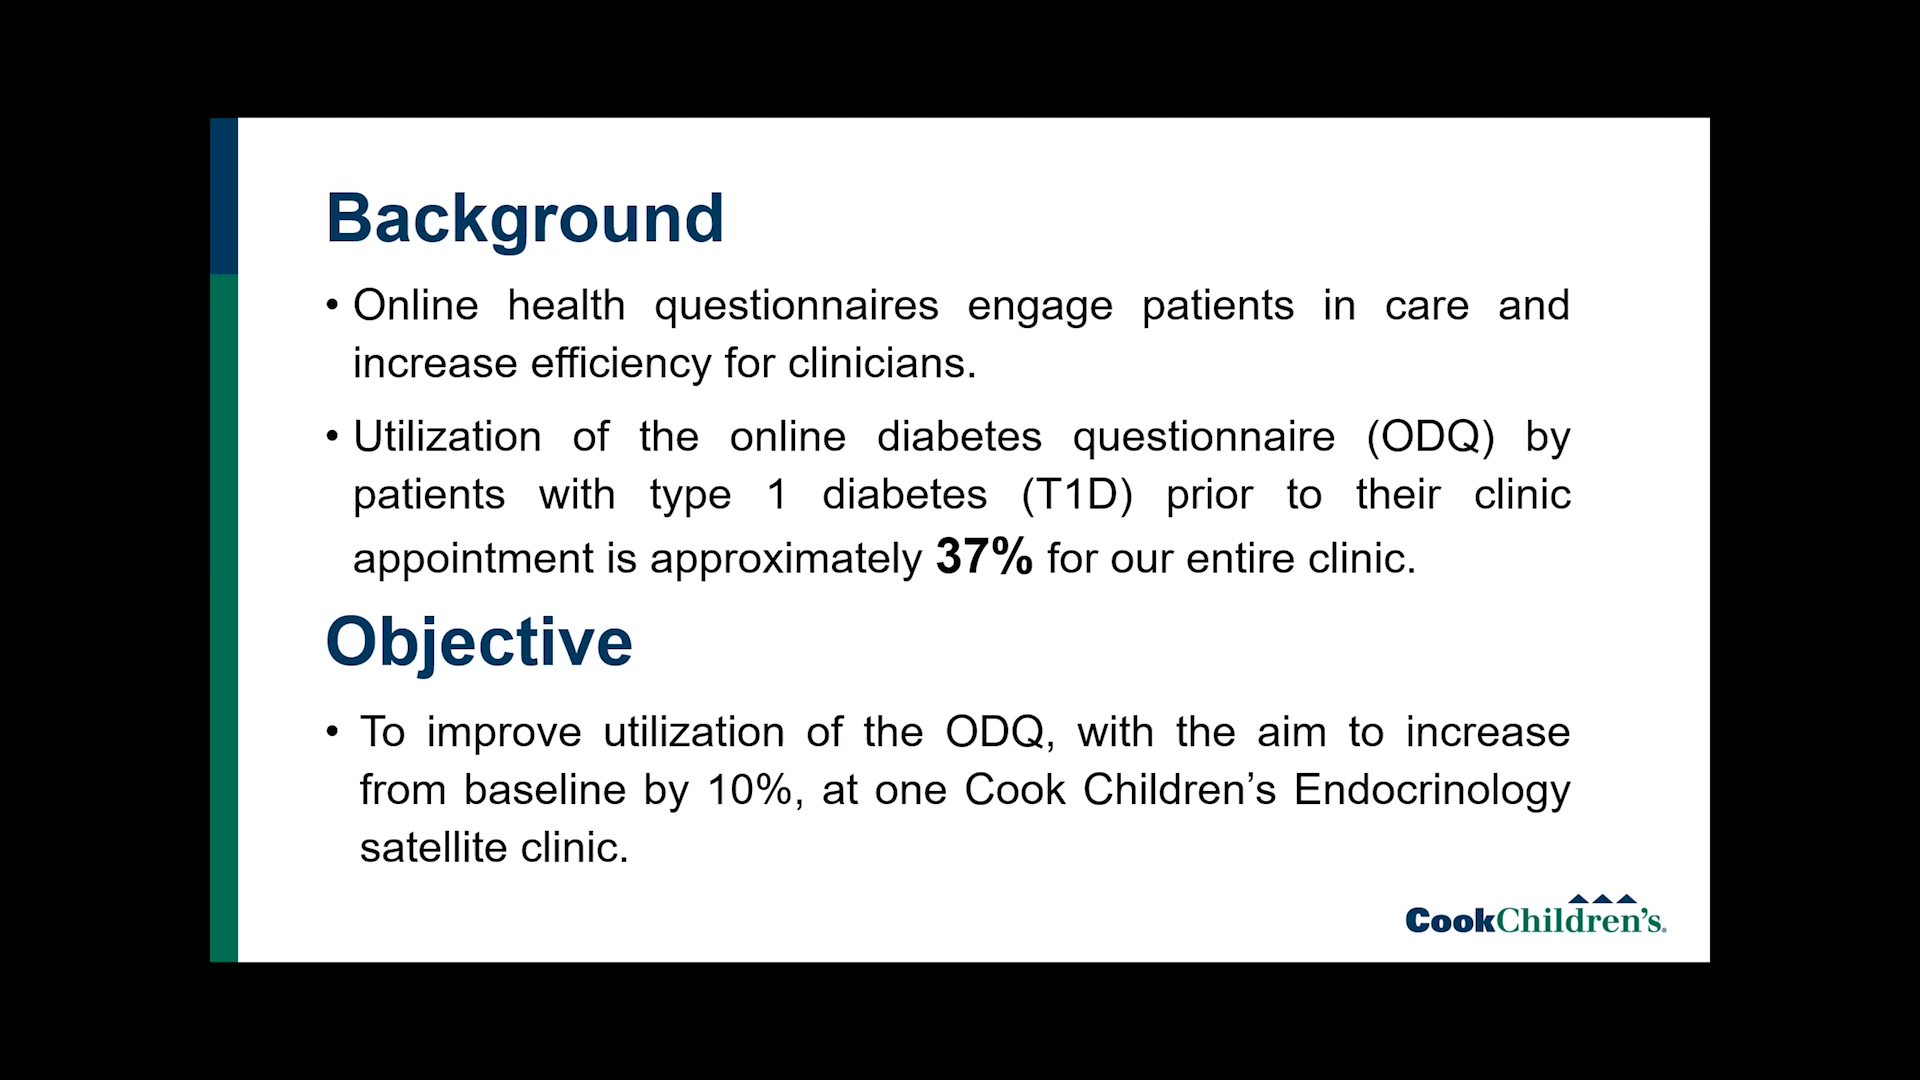 Background
• Online health questionnaires engage patients in care and
increase efficiency for clinicians.
• Utilization of the online diabetes questionnaire (ODQ) by
patients with type 1 diabetes (T1D) prior to their clinic
appointment is approximately 37% for our entire clinic.
Objective
• To improve utilization of the ODQ, with the aim to increase
from baseline by 10%, at one Cook Children’s Endocrinology
satellite clinic.
CookChildren’s.